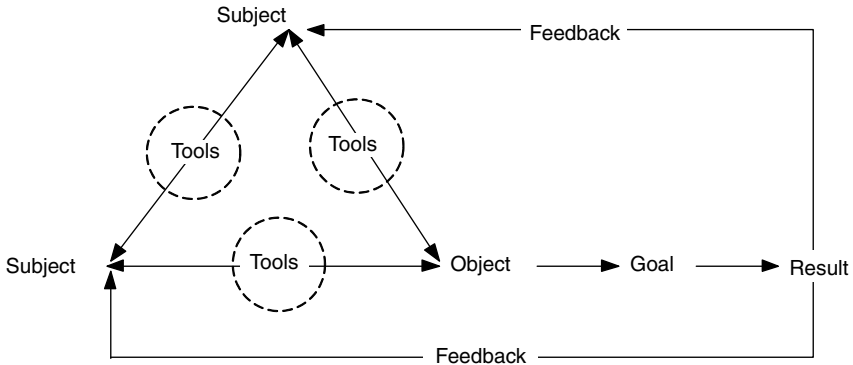 Subject
Feedback
Tools
Tools
Subject
Tools
Object
Goal
Result
Feedback